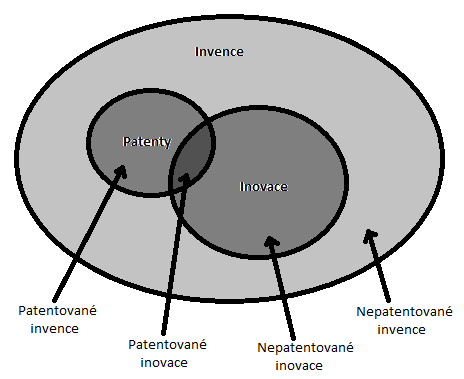 Invence
Patenty
Inovace
Patentované
invence
Patentované
inovace
Nepatentované
inovace
Nepatentované
invence